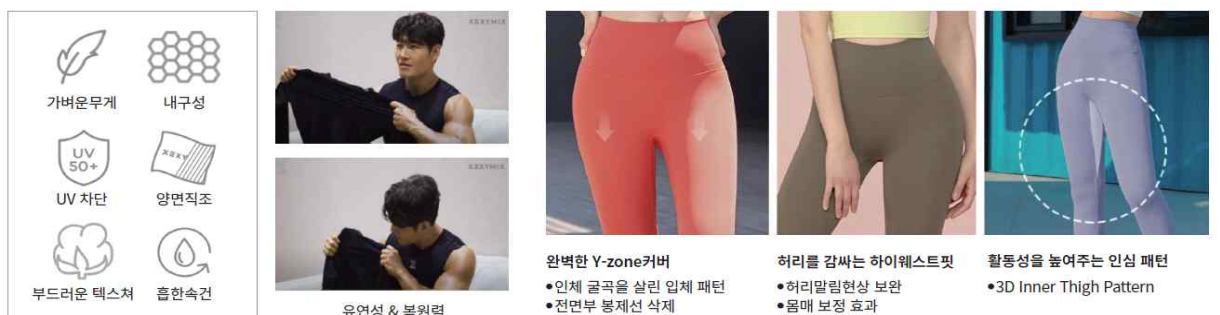 가벼운무게
내구성
UV
50+
XEXY
UV 차단
양면직조
부드러운 텍스쳐
흡한속건
XEXYMIX
XEXYMIX
유연성 & 복원력
완벽한 Y-zone커버
•인체 굴곡을 살린 입체 패턴
•전면부 봉제선 삭제
허리를 감싸는 하이웨스트핏
•허리말림현상 보완
•몸매 보정 효과
활동성을 높여주는 인심 패턴
•3D Inner Thigh Pattern